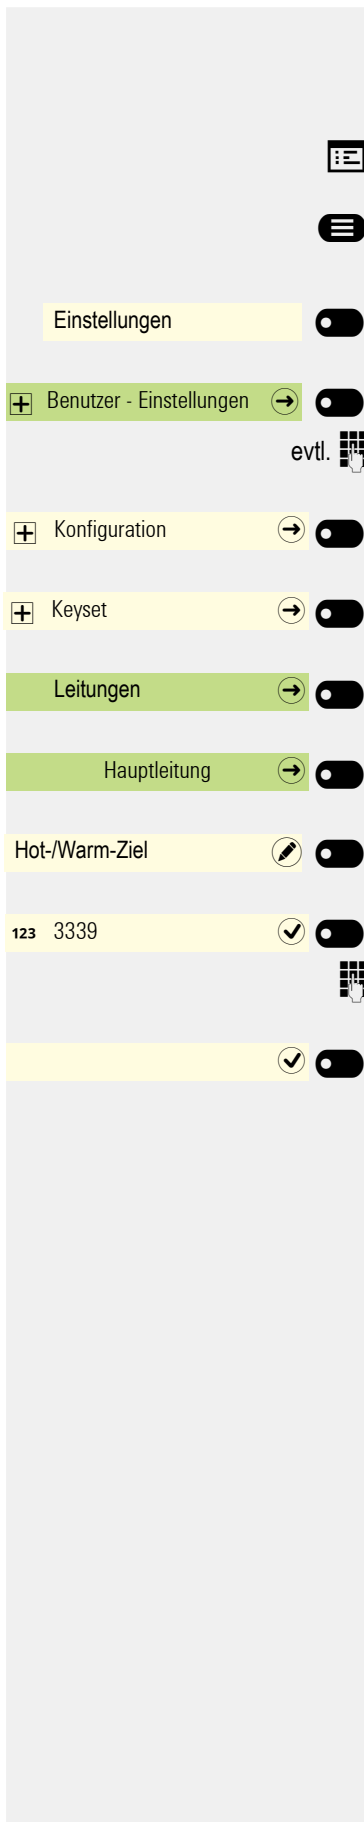 Einstellungen
Benutzer - Einstellungen
evtl.
Konfiguration
Keyset
Leitungen
Hauptleitung
Hot-/Warm-Ziel
123 3339